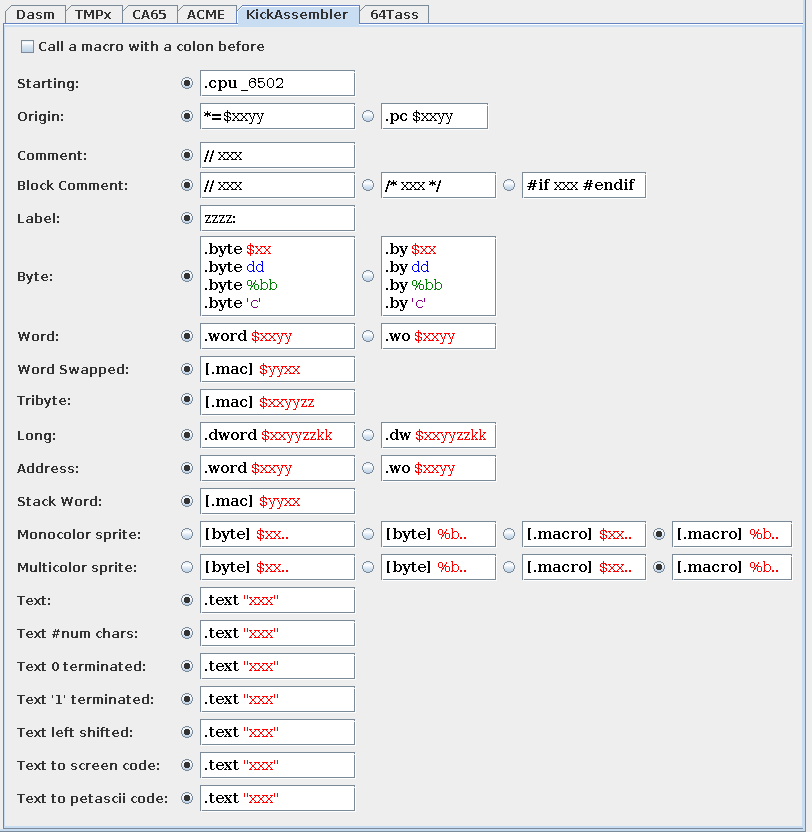 Dasm TMPx CA65 ACME KickAssembler 64Tass
Call a macro with a colon before
Starting: .cpu _6502
Origin: *=$xxyy .pc $xxyy
Comment: // xxx
Block Comment: // xxx /* xxx */ #if xxx #endif
Label: zzzz:
.byte $xx .by $xx
.byte dd .by dd
Byte: .byte %bb .by %bb
.byte 'c' .by 'c'
Word: .word $xxyy .wo $xxyy
Word Swapped: [.mac] $yyxx
Tribyte: [.mac] $xxyyzz
Long: .dword $xxyyzzkk .dw $xxyyzzkk
Address: .word $xxyy .wo $xxyy
Stack Word: [.mac] $yyxx
Monocolor sprite: [byte] $xx.. [byte] %b.. [.macro] $xx.. [.macro] %b..
Multicolor sprite: [byte] $xx.. [byte] %b.. [.macro] $xx.. [.macro] %b..
Text: .text "xxx"
Text #num chars: .text "xxx"
Text 0 terminated: .text "xxx"
Text '1' terminated: .text "xxx"
Text left shifted: .text "xxx"
Text to screen code: .text "xxx"
Text to petascii code: .text "xxx"